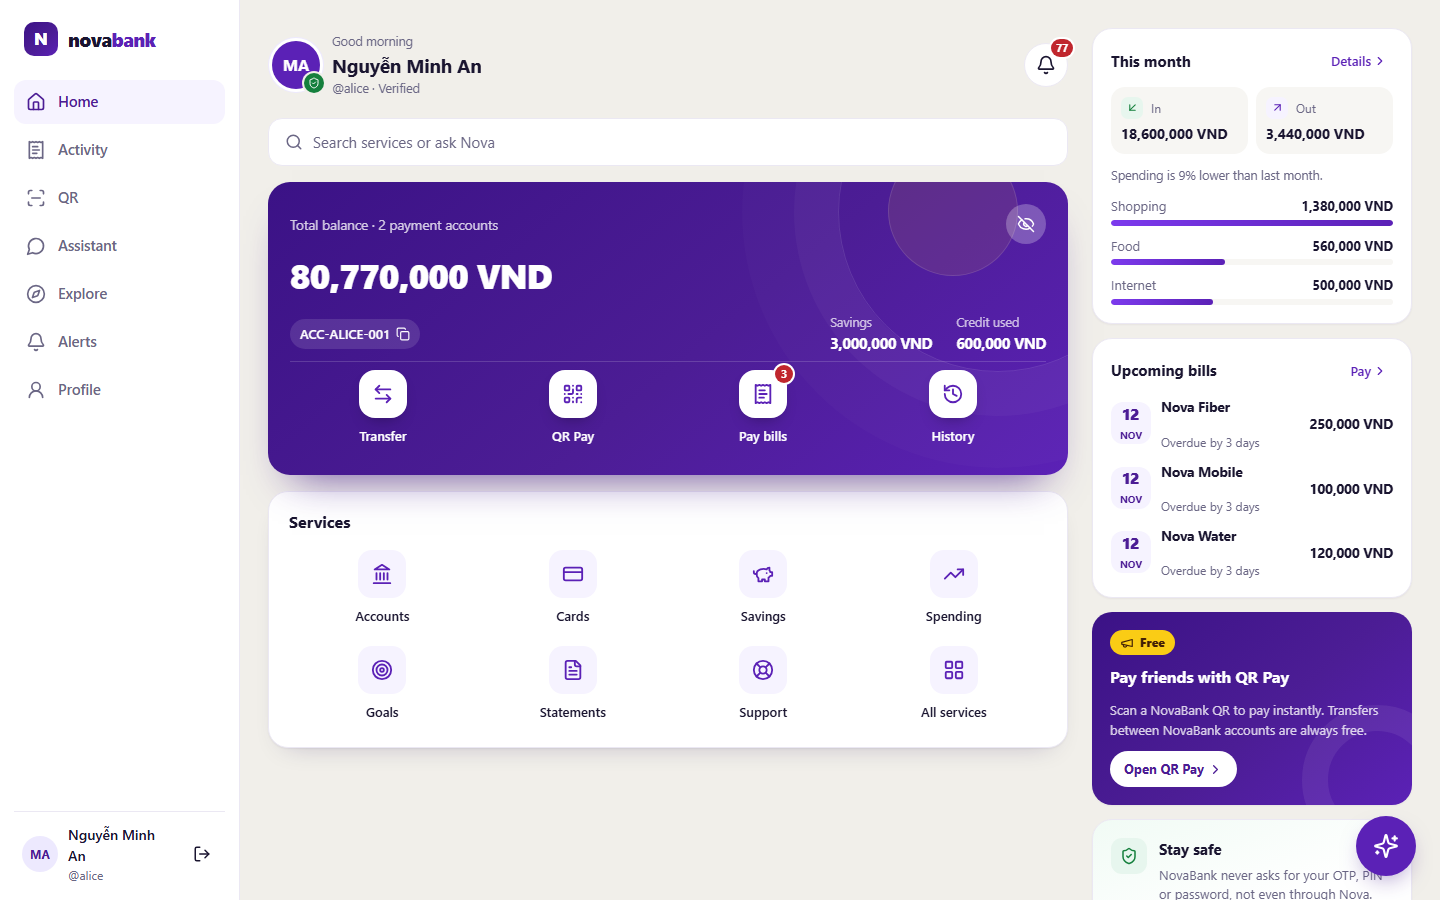 N novabank
Home
Activity
QR
Assistant
Explore
Alerts
Profile
MA
Nguyễn Minh
An
@alice
MA
Good morning
Nguyễn Minh An
@alice · Verified
77
Search services or ask Nova
Total balance · 2 payment accounts
80,770,000 VND
ACC-ALICE-001
Savings
3,000,000 VND
Credit used
600,000 VND
Transfer
QR Pay
3
Pay bills
History
Services
Accounts
Cards
Savings
Spending
Goals
Statements
Support
All services
This month
Details
In
18,600,000 VND
Out
3,440,000 VND
Spending is 9% lower than last month.
Shopping 1,380,000 VND
Food 560,000 VND
Internet 500,000 VND
Upcoming bills
Pay
12
NOV
Nova Fiber
Overdue by 3 days
250,000 VND
12
NOV
Nova Mobile
Overdue by 3 days
100,000 VND
12
NOV
Nova Water
Overdue by 3 days
120,000 VND
Free
Pay friends with QR Pay
Scan a NovaBank QR to pay instantly. Transfers
between NovaBank accounts are always free.
Open QR Pay
Stay safe
NovaBank never asks for your OTP, PIN
or password, not even through Nova.